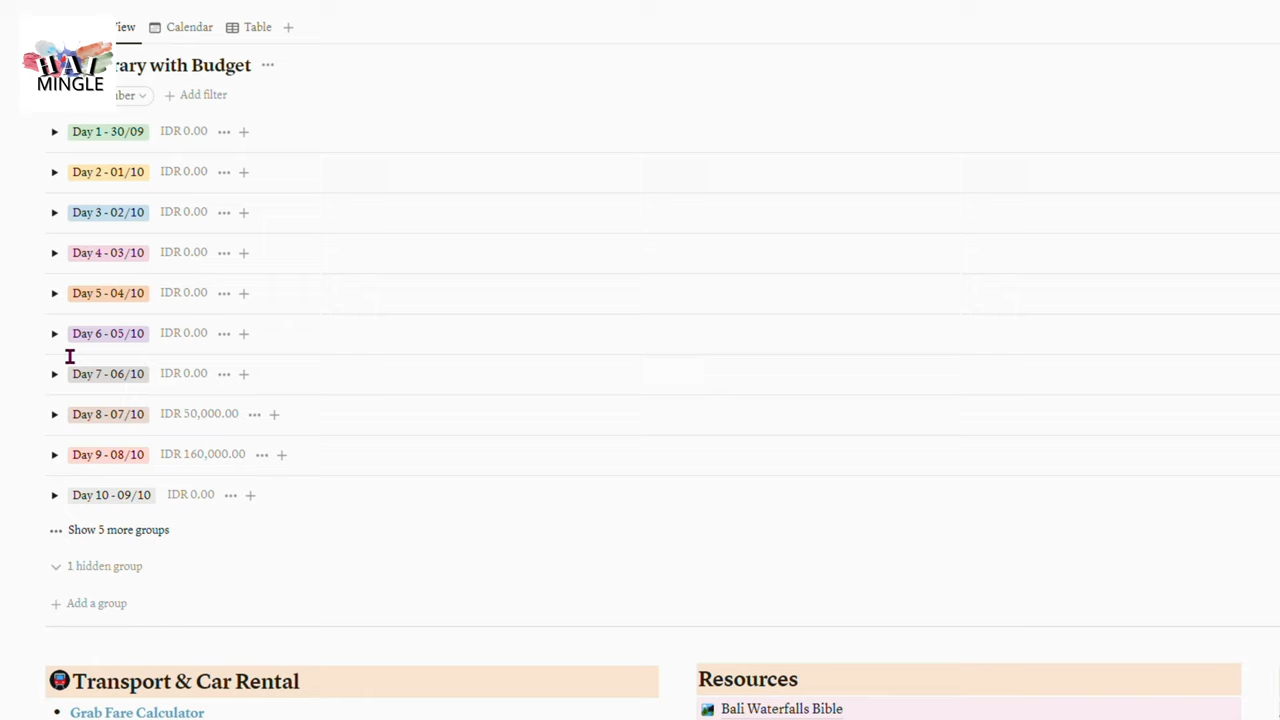 View Calendar Table
BALI
MINGLE
rary with Budget
ber Add filter
Day 1 - 30/09 IDR 0.00
Day 2 - 01/10 IDR 0.00
Day 3 - 02/10 IDR 0.00
Day 4 - 03/10 IDR 0.00
Day 5 - 04/10 IDR 0.00
Day 6 - 05/10 IDR 0.00
Day 7 - 06/10 IDR 0.00
Day 8 - 07/10 IDR 50,000.00
Day 9 - 08/10 IDR 160,000.00
Day 10 - 09/10 IDR 0.00
Show 5 more groups
1 hidden group
Add a group
Transport & Car Rental
• Grab Fare Calculator
Resources
Bali Waterfalls Bible